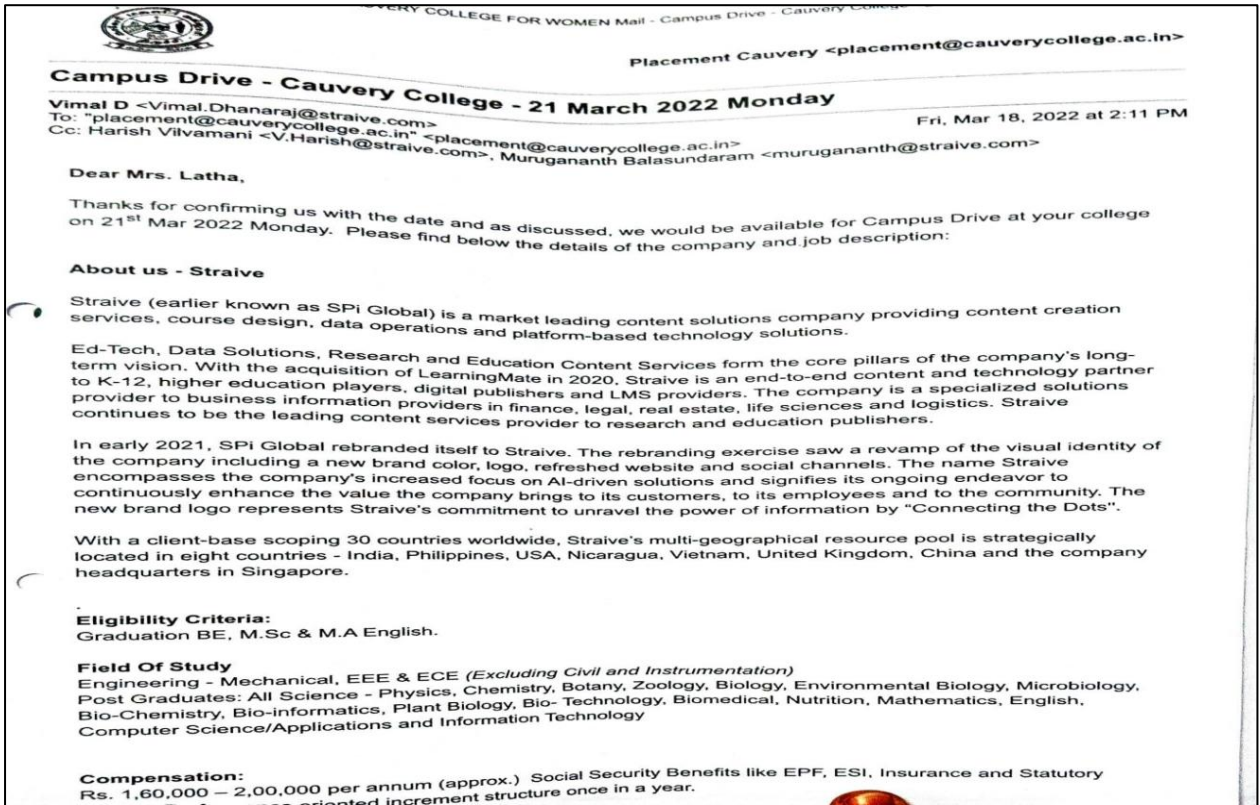 COLLEGE FOR WOMEN Mail - Campus Drive - Cauvery
Placement Cauvery <placement@cauverycollege.ac.in>
Campus Drive - Cauvery College - 21 March 2022 Monday
Vimal D <Vimal.Dhanaraj@straive.com>
Fri, Mar 18, 2022 at 2:11 PM
To: "placement@cauverycollege.ac.in" <placement@cauverycollege.ac.in>
Cc: Harish Vilvamani <V.Harish@straive.com>, Murugananth Balasundaram <murugananth@straive.com>
Dear Mrs. Latha,
Thanks for confirming us with the date and as discussed, we would be available for Campus Drive at your college
on 21st Mar 2022 Monday. Please find below the details of the company and job description:
About us - Straive
Straive (earlier known as SPi Global) is a market leading content solutions company providing content creation
services, course design, data operations and platform-based technology solutions.
Ed-Tech, Data Solutions, Research and Education Content Services form the core pillars of the company's long-
term vision. With the acquisition of LearningMate in 2020, Straive is an end-to-end content and technology partner
to K-12, higher education players, digital publishers and LMS providers. The company is a specialized solutions
provider to business information providers in finance, legal, real estate, life sciences and logistics. Straive
continues to be the leading content services provider to research and education publishers.
In early 2021, SPi Global rebranded itself to Straive. The rebranding exercise saw a revamp of the visual identity of
the company including a new brand color, logo, refreshed website and social channels. The name Straive
encompasses the company's increased focus on AI-driven solutions and signifies its ongoing endeavor to
continuously enhance the value the company brings to its customers, to its employees and to the community. The
new brand logo represents Straive's commitment to unravel the power of information by "Connecting the Dots".
With a client-base scoping 30 countries worldwide, Straive's multi-geographical resource pool is strategically
located in eight countries - India, Philippines, USA, Nicaragua, Vietnam, United Kingdom, China and the company
headquarters in Singapore.
Eligibility Criteria:
Graduation BE, M.Sc & M.A English.
Field Of Study
Engineering - Mechanical, EEE & ECE (Excluding Civil and Instrumentation)
Post Graduates: All Science - Physics, Chemistry, Botany, Zoology, Biology, Environmental Biology, Microbiology,
Bio-Chemistry, Bio-informatics, Plant Biology, Bio- Technology, Biomedical, Nutrition, Mathematics, English,
Computer Science/Applications and Information Technology
Compensation:
Rs. 1,60,000 – 2,00,000 per annum (approx.) Social Security Benefits like EPF, ESI, Insurance and Statutory
increment structure once in a year.